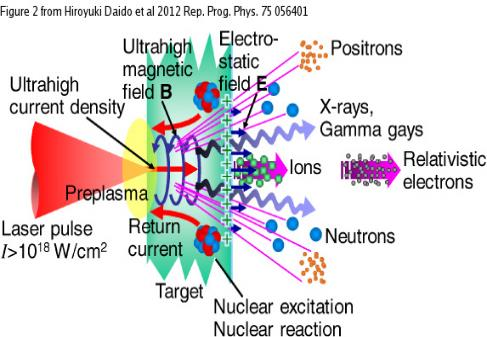 Figure 2 from Hiroyuki Daido et al 2012 Rep. Prog. Phys. 75 056401
Ultrahigh
magnetic
field B
Electro-
static
field E
Positrons
Ultrahigh
current density
X-rays,
Gamma gays
Ions
Relativistic
electrons
Preplasma
Laser pulse
I>10¹⁸ W/cm²
Return
current
Neutrons
Target
Nuclear excitation
Nuclear reaction
+
+
+
+
+
+
+
+
+
+
+